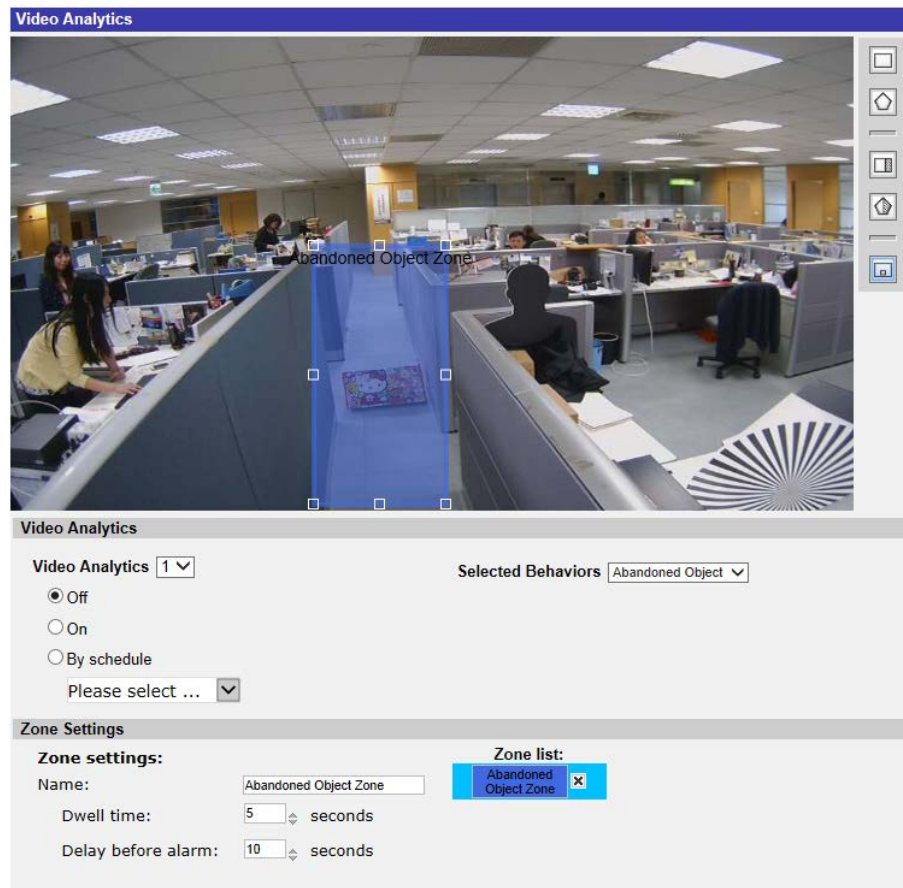 Video Analytics
Abandoned Object Zone
Video Analytics
Video Analytics 1
Selected Behaviors Abandoned Object
Off
On
By schedule
Please select ...
Zone Settings
Zone settings:
Zone list:
Name: Abandoned Object Zone
Abandoned
Object Zone
Dwell time: 5 seconds
Delay before alarm: 10 seconds